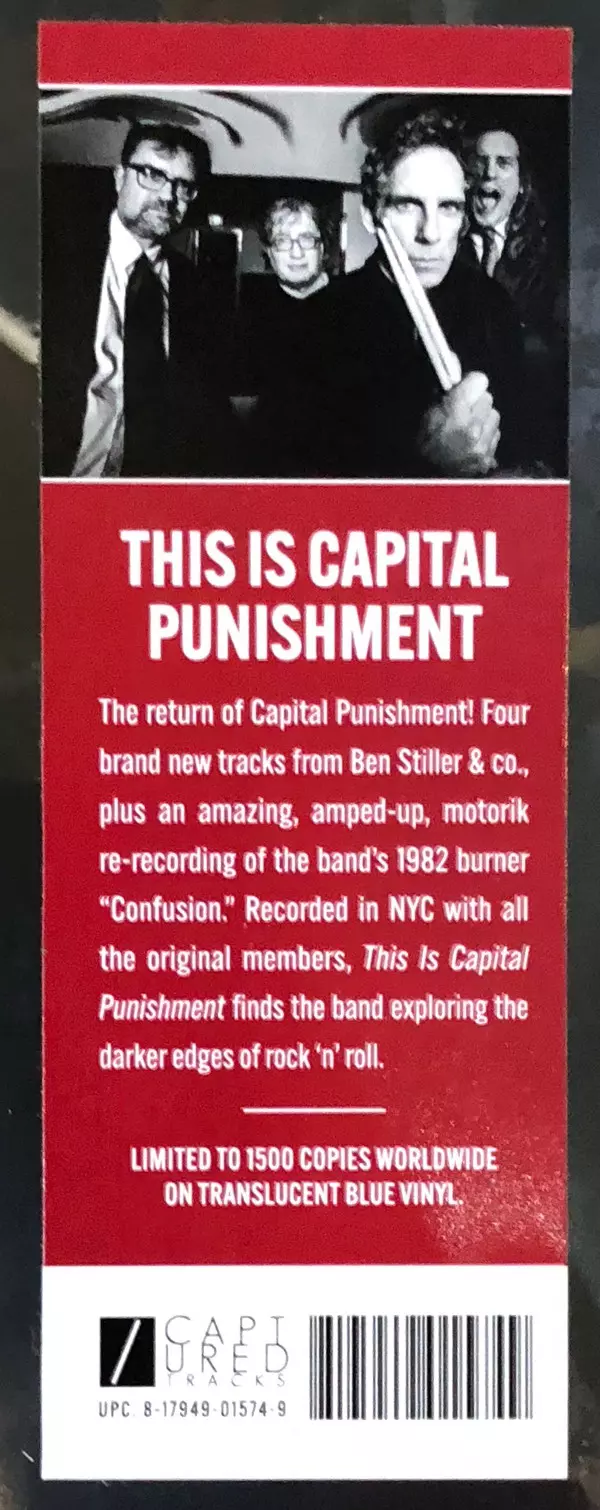 THIS IS CAPITAL
PUNISHMENT
The return of Capital Punishment! Four
brand new tracks from Ben Stiller & co.,
plus an amazing, amped-up, motorik
re-recording of the band's 1982 burner
“Confusion.” Recorded in NYC with all
the original members, This Is Capital
Punishment finds the band exploring the
darker edges of rock ‘n’ roll.
LIMITED TO 1500 COPIES WORLDWIDE
ON TRANSLUCENT BLUE VINYL.
CAPT
URED
TRACKS
UPC 8-17949-01574-9